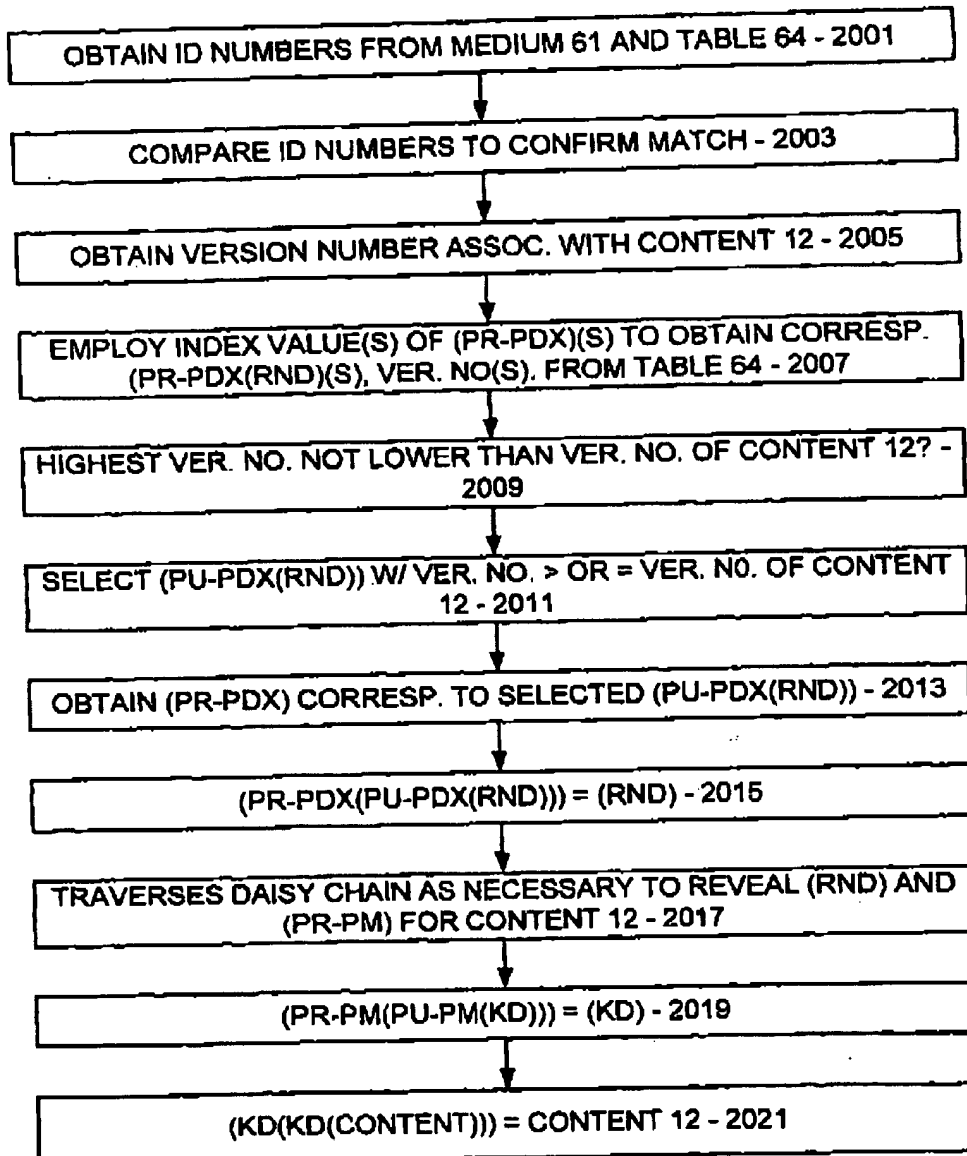 OBTAIN ID NUMBERS FROM MEDIUM 61 AND TABLE 64 - 2001
COMPARE ID NUMBERS TO CONFIRM MATCH - 2003
OBTAIN VERSION NUMBER ASSOC. WITH CONTENT 12 - 2005
EMPLOY INDEX VALUE(S) OF (PR-PDX)(S) TO OBTAIN CORRESP.
(PR-PDX(RND)(S), VER. NO(S). FROM TABLE 64 - 2007
HIGHEST VER. NO. NOT LOWER THAN VER. NO. OF CONTENT 12? -
2009
SELECT (PU-PDX(RND)) W/ VER. NO. > OR = VER. N0. OF CONTENT
12 - 2011
OBTAIN (PR-PDX) CORRESP. TO SELECTED (PU-PDX(RND)) - 2013
(PR-PDX(PU-PDX(RND))) = (RND) - 2015
TRAVERSES DAISY CHAIN AS NECESSARY TO REVEAL (RND) AND
(PR-PM) FOR CONTENT 12 - 2017
(PR-PM(PU-PM(KD))) = (KD) - 2019
(KD(KD(CONTENT))) = CONTENT 12 - 2021